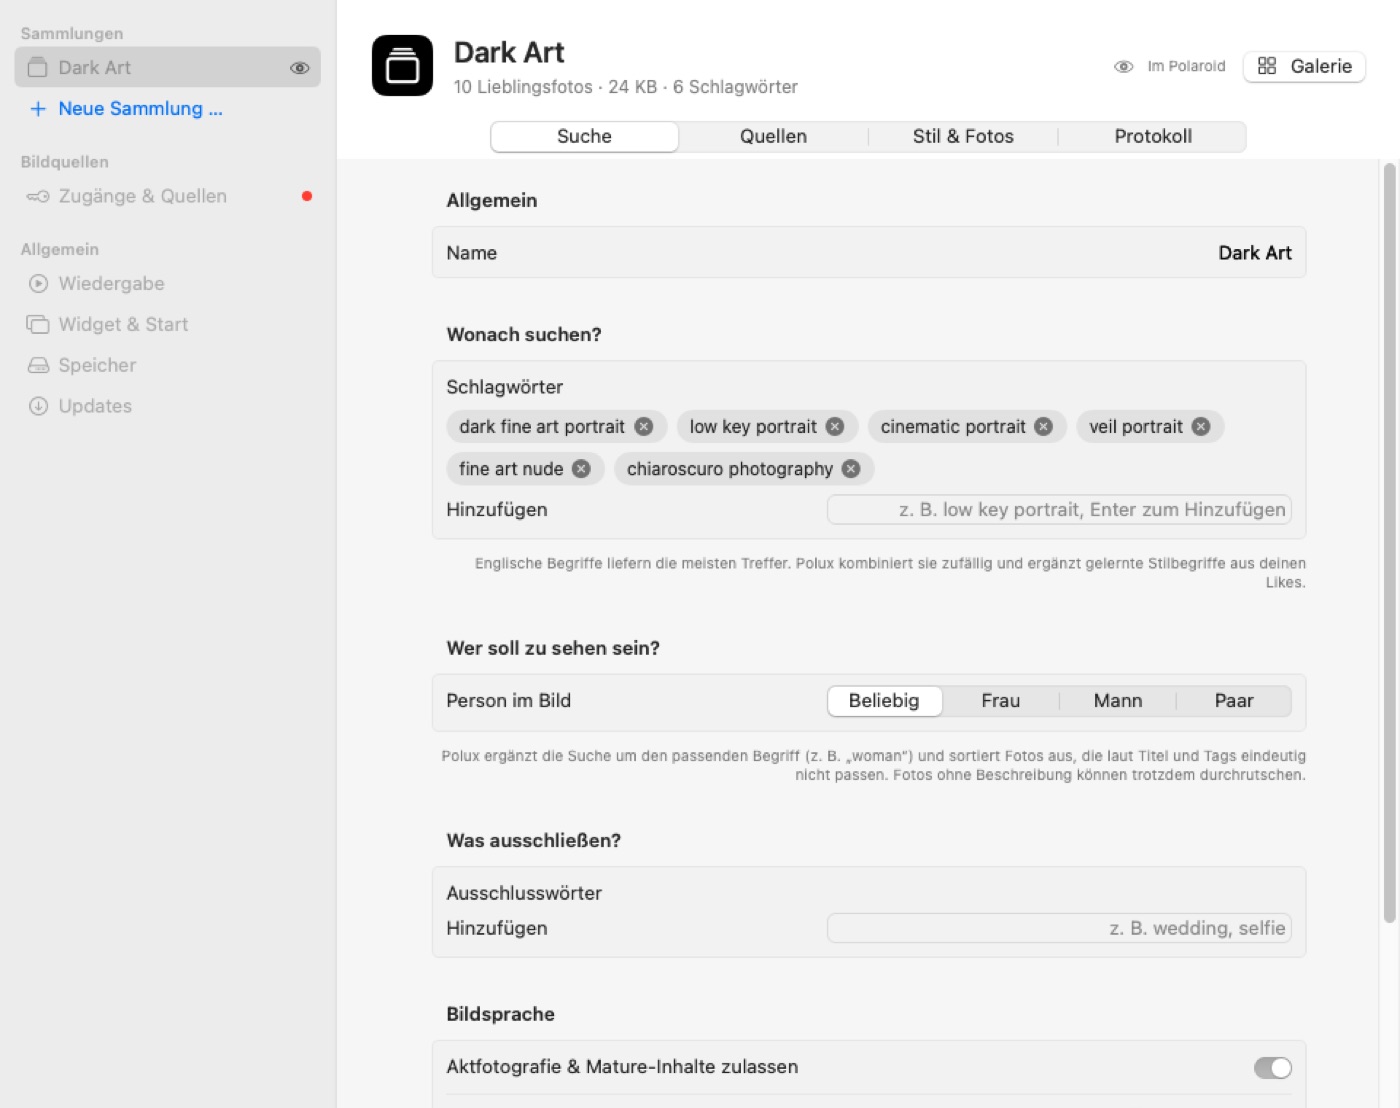 Sammlungen
Dark Art
Neue Sammlung ...
Bildquellen
Zugänge & Quellen
Allgemein
Wiedergabe
Widget & Start
Speicher
Updates
Dark Art
10 Lieblingsfotos · 24 KB · 6 Schlagwörter
Im Polaroid
Galerie
Suche
Quellen
Stil & Fotos
Protokoll
Allgemein
Name
Dark Art
Wonach suchen?
Schlagwörter
dark fine art portrait
low key portrait
cinematic portrait
veil portrait
fine art nude
chiaroscuro photography
Hinzufügen
z. B. low key portrait, Enter zum Hinzufügen
Englische Begriffe liefern die meisten Treffer. Polux kombiniert sie zufällig und ergänzt gelernte Stilbegriffe aus deinen
Likes.
Wer soll zu sehen sein?
Person im Bild
Beliebig
Frau
Mann
Paar
Polux ergänzt die Suche um den passenden Begriff (z. B. „woman“) und sortiert Fotos aus, die laut Titel und Tags eindeutig
nicht passen. Fotos ohne Beschreibung können trotzdem durchrutschen.
Was ausschließen?
Ausschlusswörter
Hinzufügen
z. B. wedding, selfie
Bildsprache
Aktfotografie & Mature-Inhalte zulassen